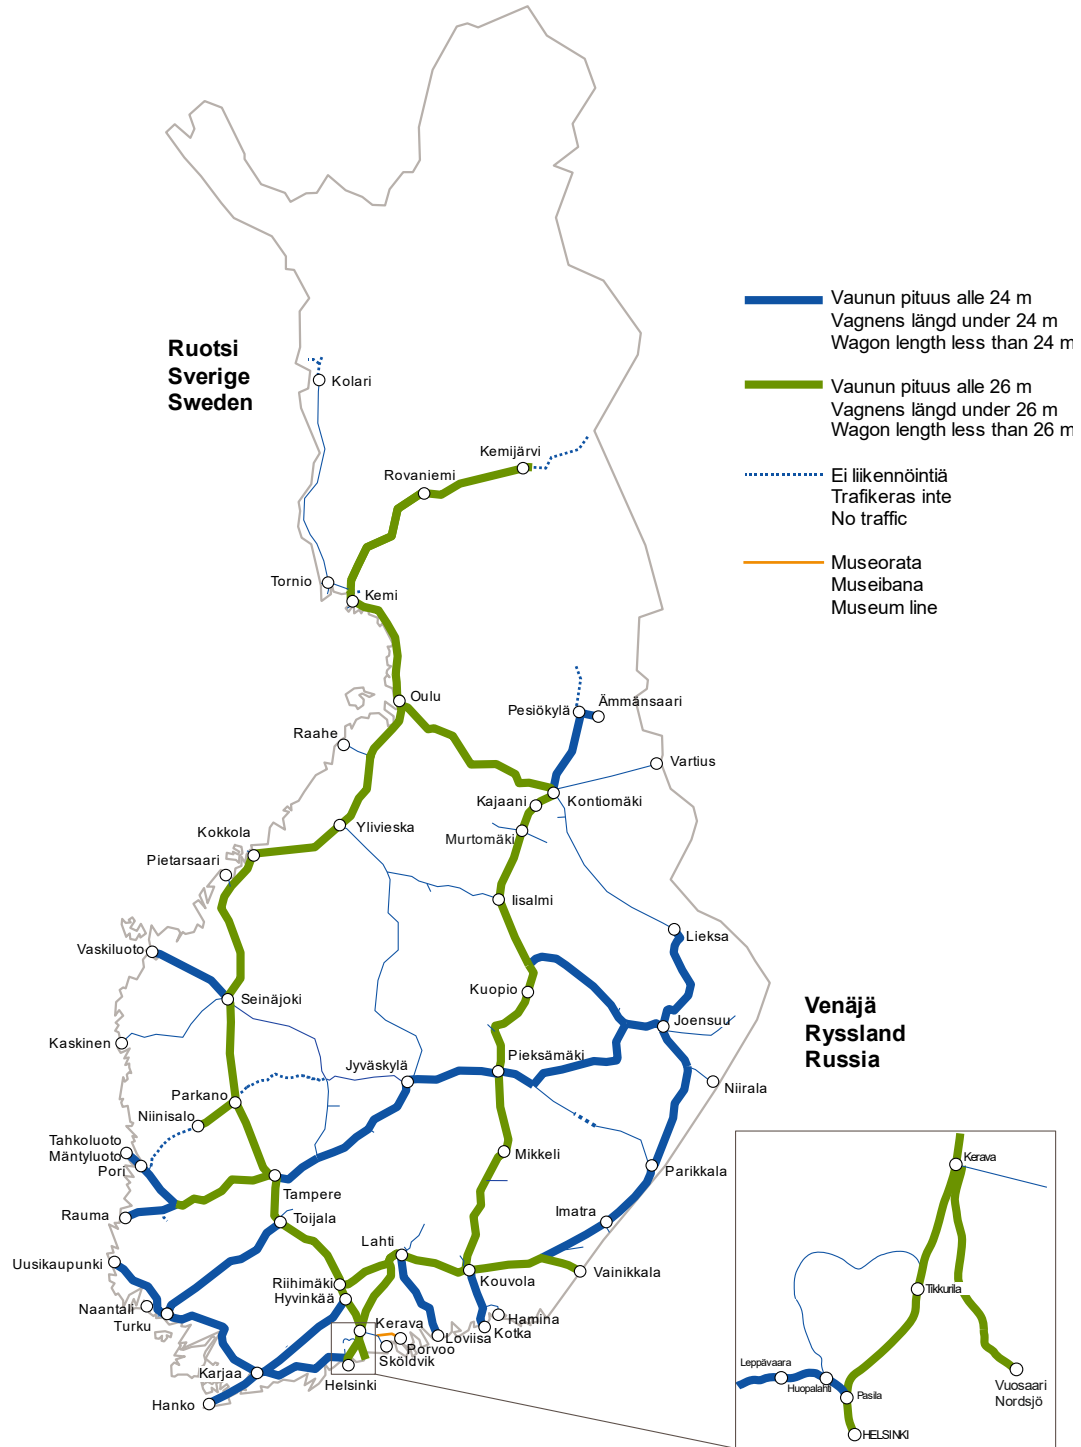 Ruotsi
Sverige
Sweden
Vaunun pituus alle 24 m
Vagnens längd under 24 m
Wagon length less than 24 m
Vaunun pituus alle 26 m
Vagnens längd under 26 m
Wagon length less than 26 m
Ei liikennöintiä
Trafikeras inte
No traffic
Museorata
Museibana
Museum line
Kolari
Kemijärvi
Rovaniemi
Tornio
Kemi
Oulu
Pesiökylä
Ämmänsaari
Raahe
Vartius
Kajaani
Kontiomäki
Ylivieska
Murtomäki
Kokkola
Pietarsaari
Iisalmi
Lieksa
Vaskiluoto
Kuopio
Seinäjoki
Joensuu
Kaskinen
Venäjä
Ryssland
Russia
Jyväskylä
Pieksämäki
Niirala
Parkano
Niinisalo
Tahkoluoto
Mäntyluoto
Pori
Mikkeli
Parikkala
Tampere
Rauma
Toijala
Imatra
Lahti
Uusikaupunki
Kouvola
Vainikkala
Riihimäki
Hyvinkää
Naantali
Turku
Kerava
Porvoo
Sköldvik
Loviisa
Hamina
Kotka
Karjaa
Helsinki
Hanko
Kerava
Tikkurila
Leppävaara
Huopalahti
Pasila
Vuosaari
Nordsjö
HELSINKI